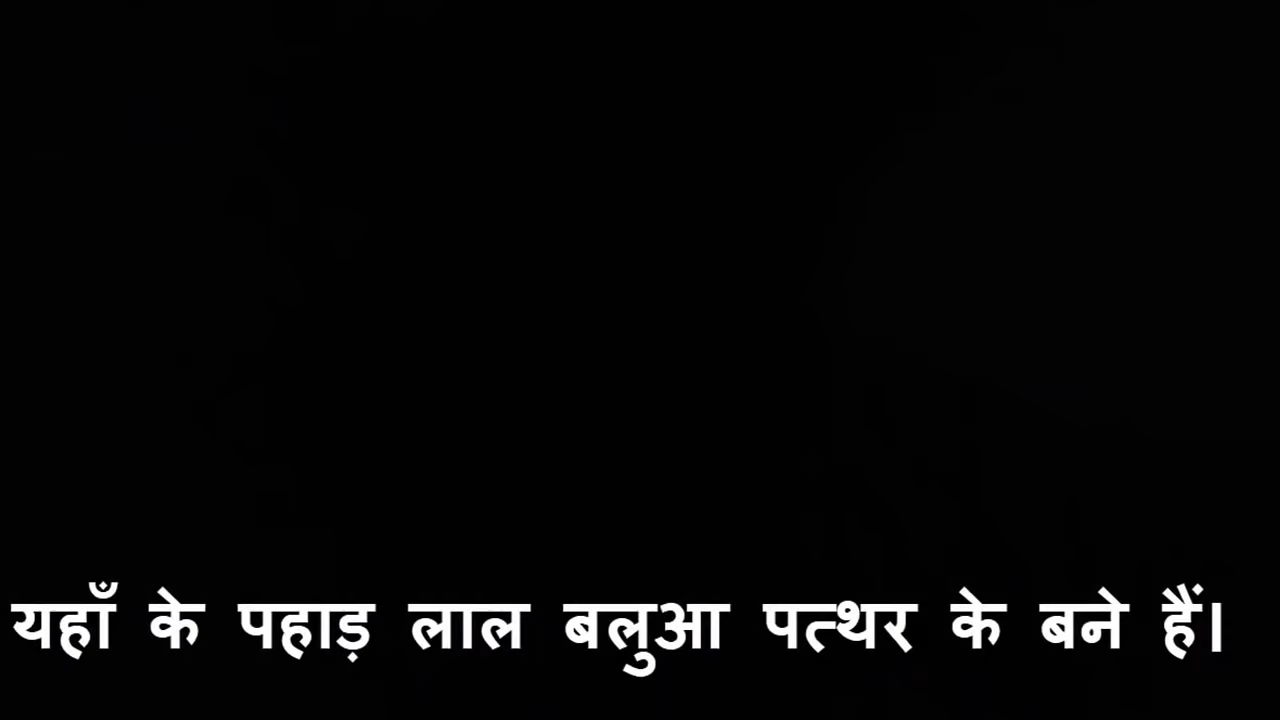 यहाँ के पहाड़ लाल बलुआ पत्थर के बने हैं।